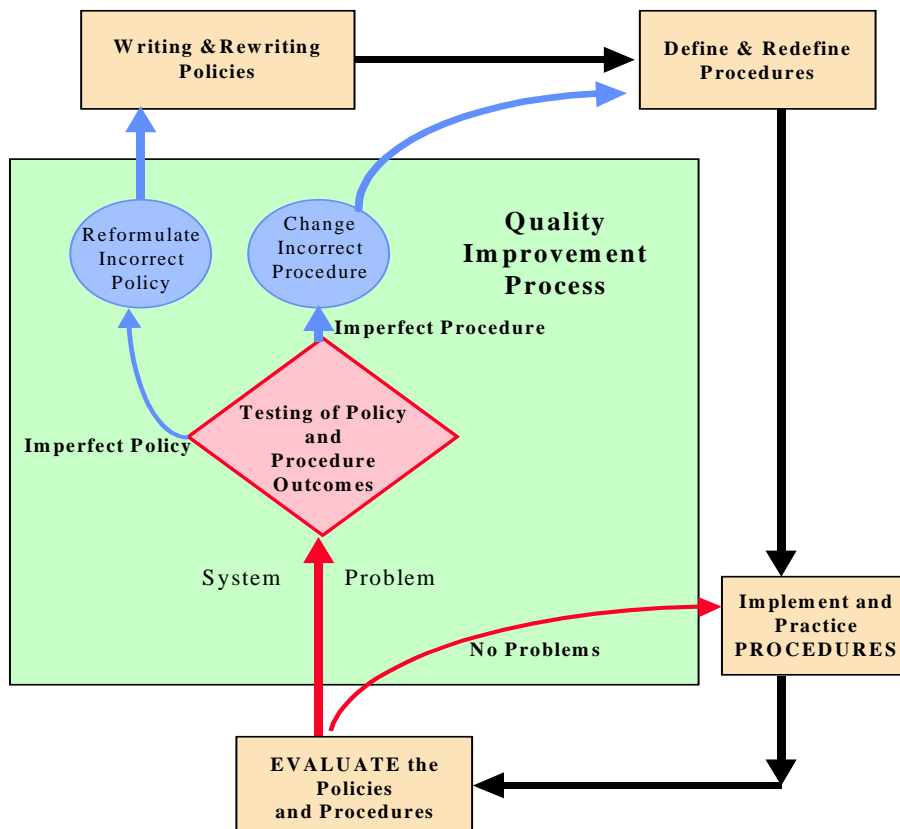 Writing &Rewriting
Policies
Define & Redefine
Procedures
Reformulate
Incorrect
Policy
Change
Incorrect
Procedure
Quality
Improvement
Process
Imperfect Procedure
Imperfect Policy
Testing of Policy
and
Procedure
Outcomes
System Problem
Implement and
Practice
PROCEDURES
No Problems
EVALUATE the
Policies
and Procedures